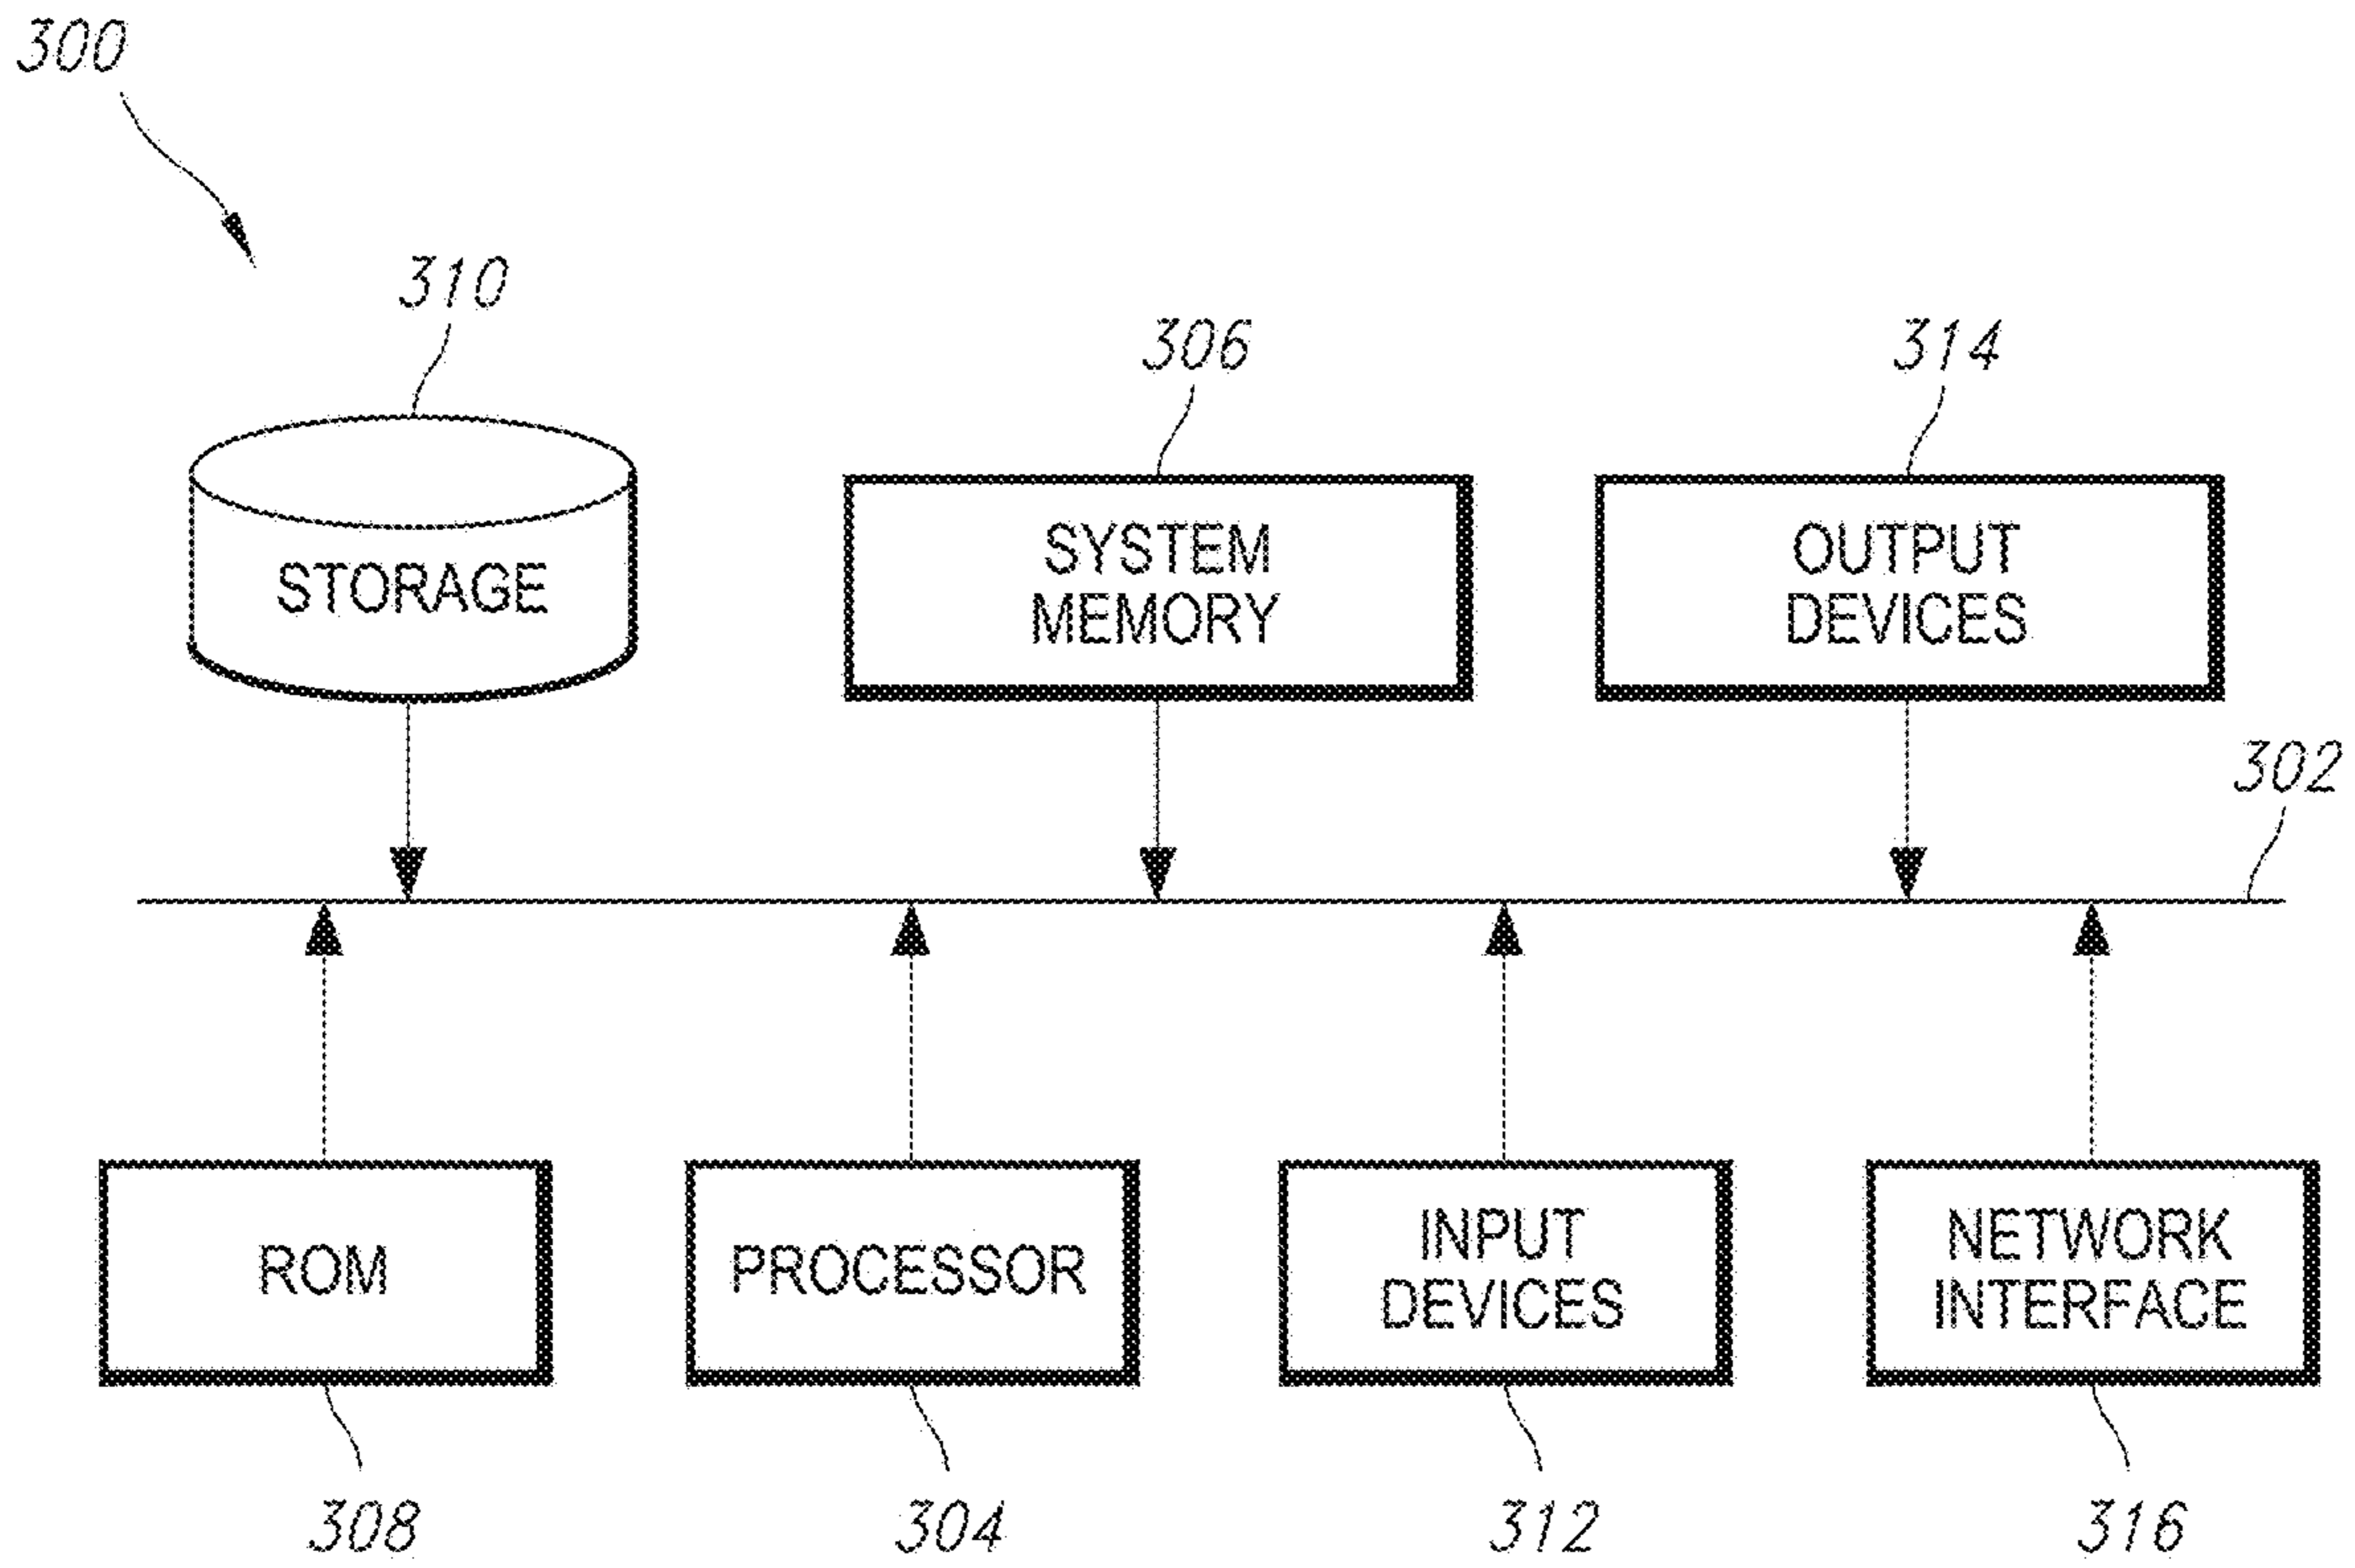 300
310
306
314
STORAGE
SYSTEM
MEMORY
OUTPUT
DEVICES
302
ROM
PROCESSOR
INPUT
DEVICES
NETWORK
INTERFACE
308
304
312
316